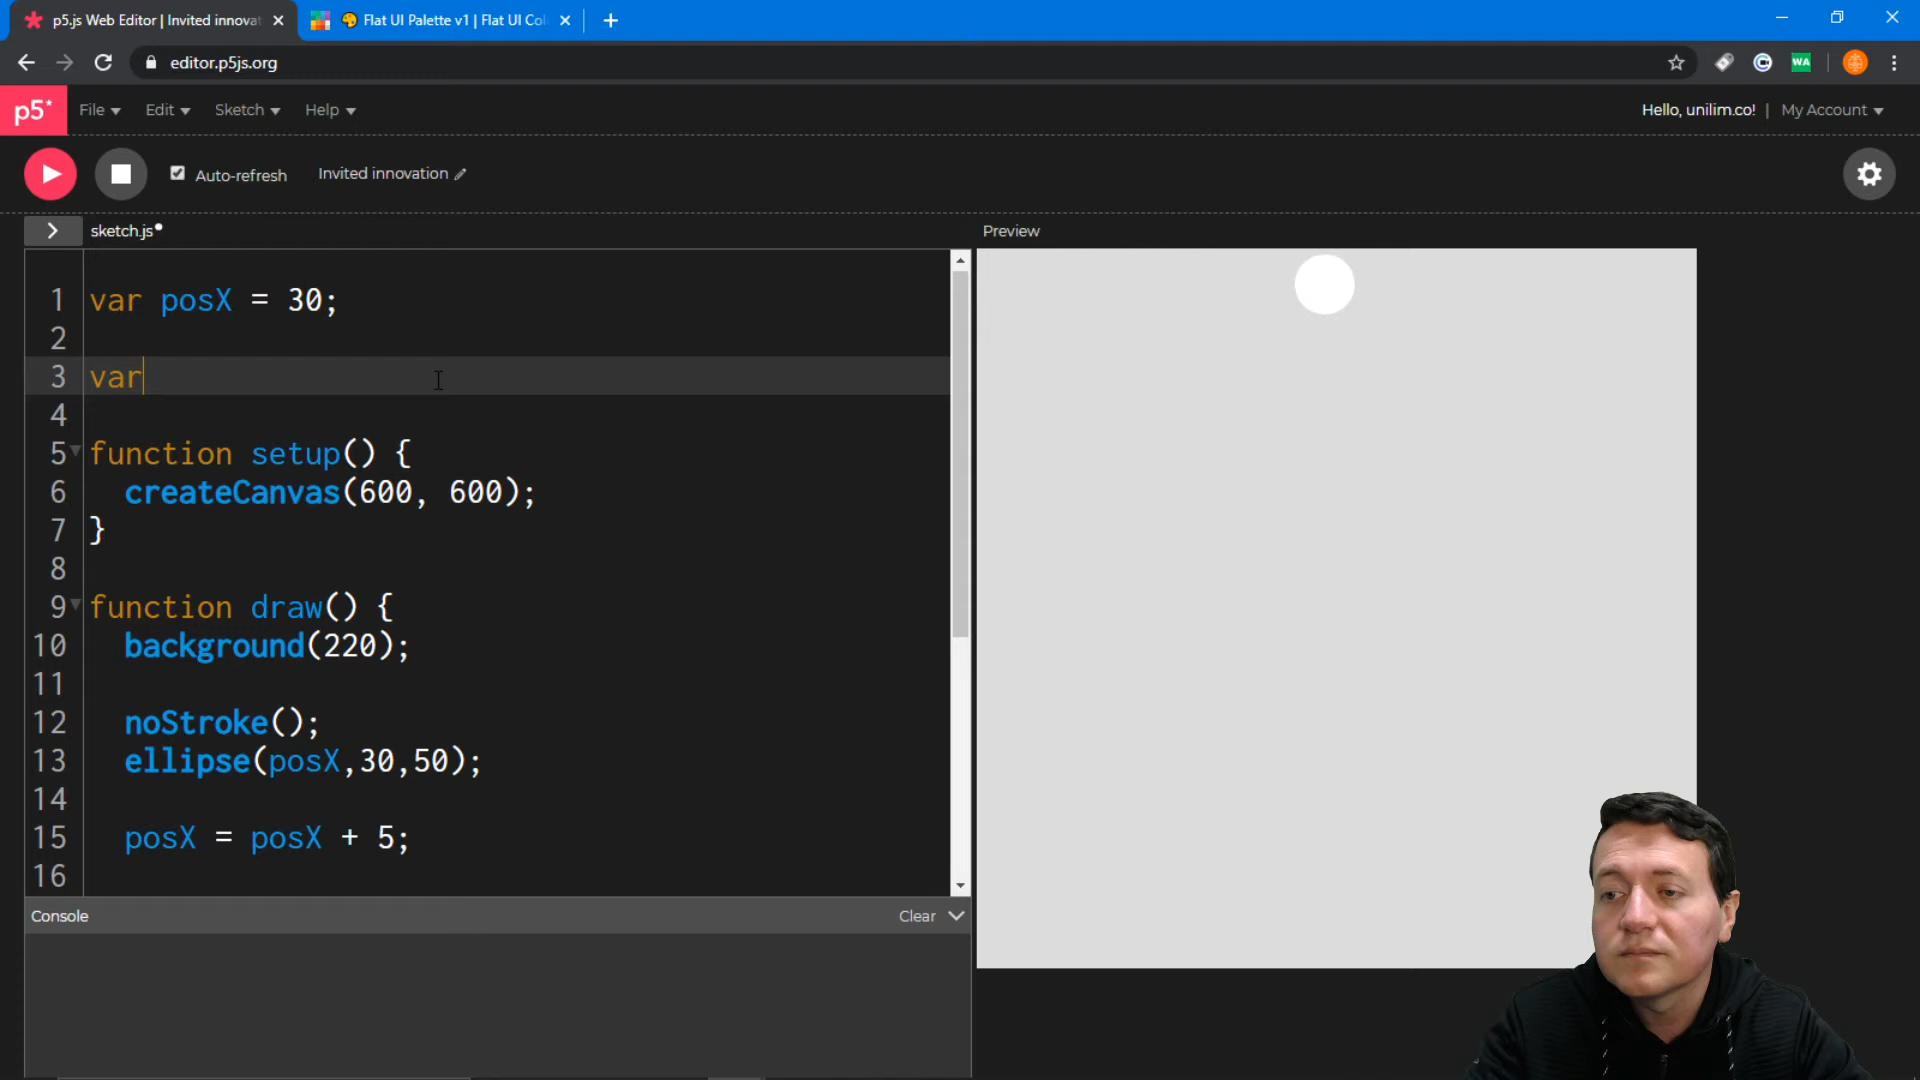 p5.js Web Editor | Invited innovat
Flat UI Palette v1 | Flat UI Col
editor.p5js.org
WA
p5*
File
Edit
Sketch
Help
Hello, unilim.co!
|
My Account
Auto-refresh
Invited innovation
sketch.js
Preview
1 var posX = 30;
2
3 var
4
5 function setup() {
6 createCanvas(600, 600);
7 }
8
9 function draw() {
10 background(220);
11
12 noStroke();
13 ellipse(posX,30,50);
14
15 posX = posX + 5;
16
Console
Clear